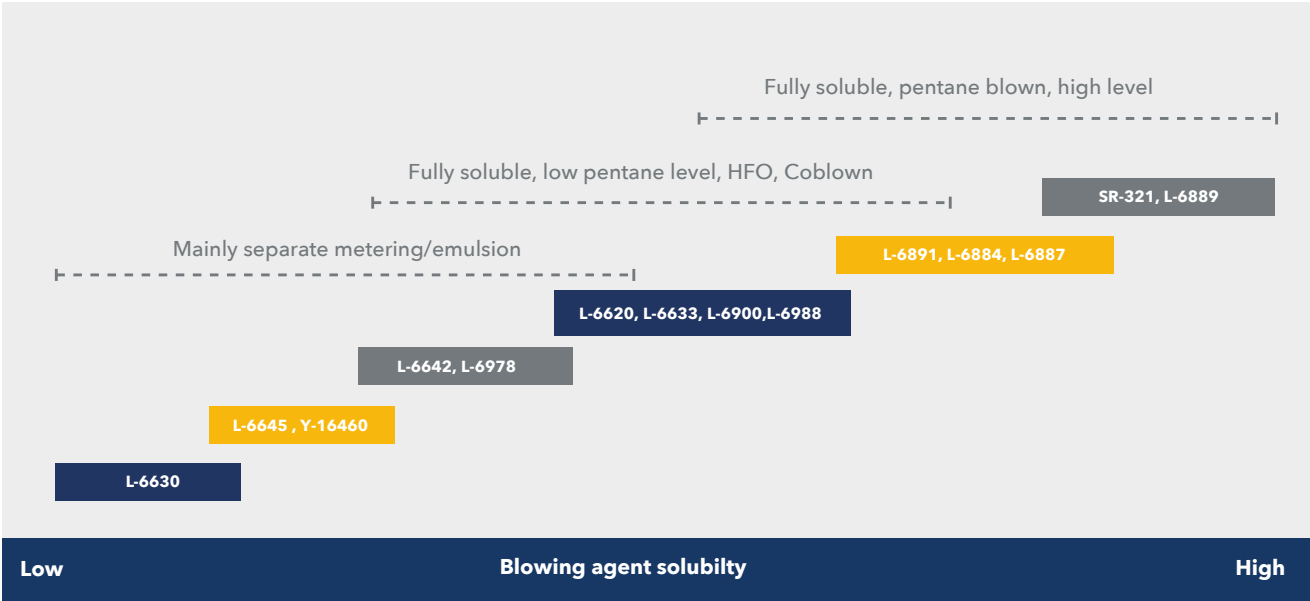 Fully soluble, pentane blown, high level
Fully soluble, low pentane level, HFO, Coblown
SR-321, L-6889
Mainly separate metering/emulsion
L-6891, L-6884, L-6887
L-6620, L-6633, L-6900,L-6988
L-6642, L-6978
L-6645 , Y-16460
L-6630
Low
Blowing agent solubilty
High